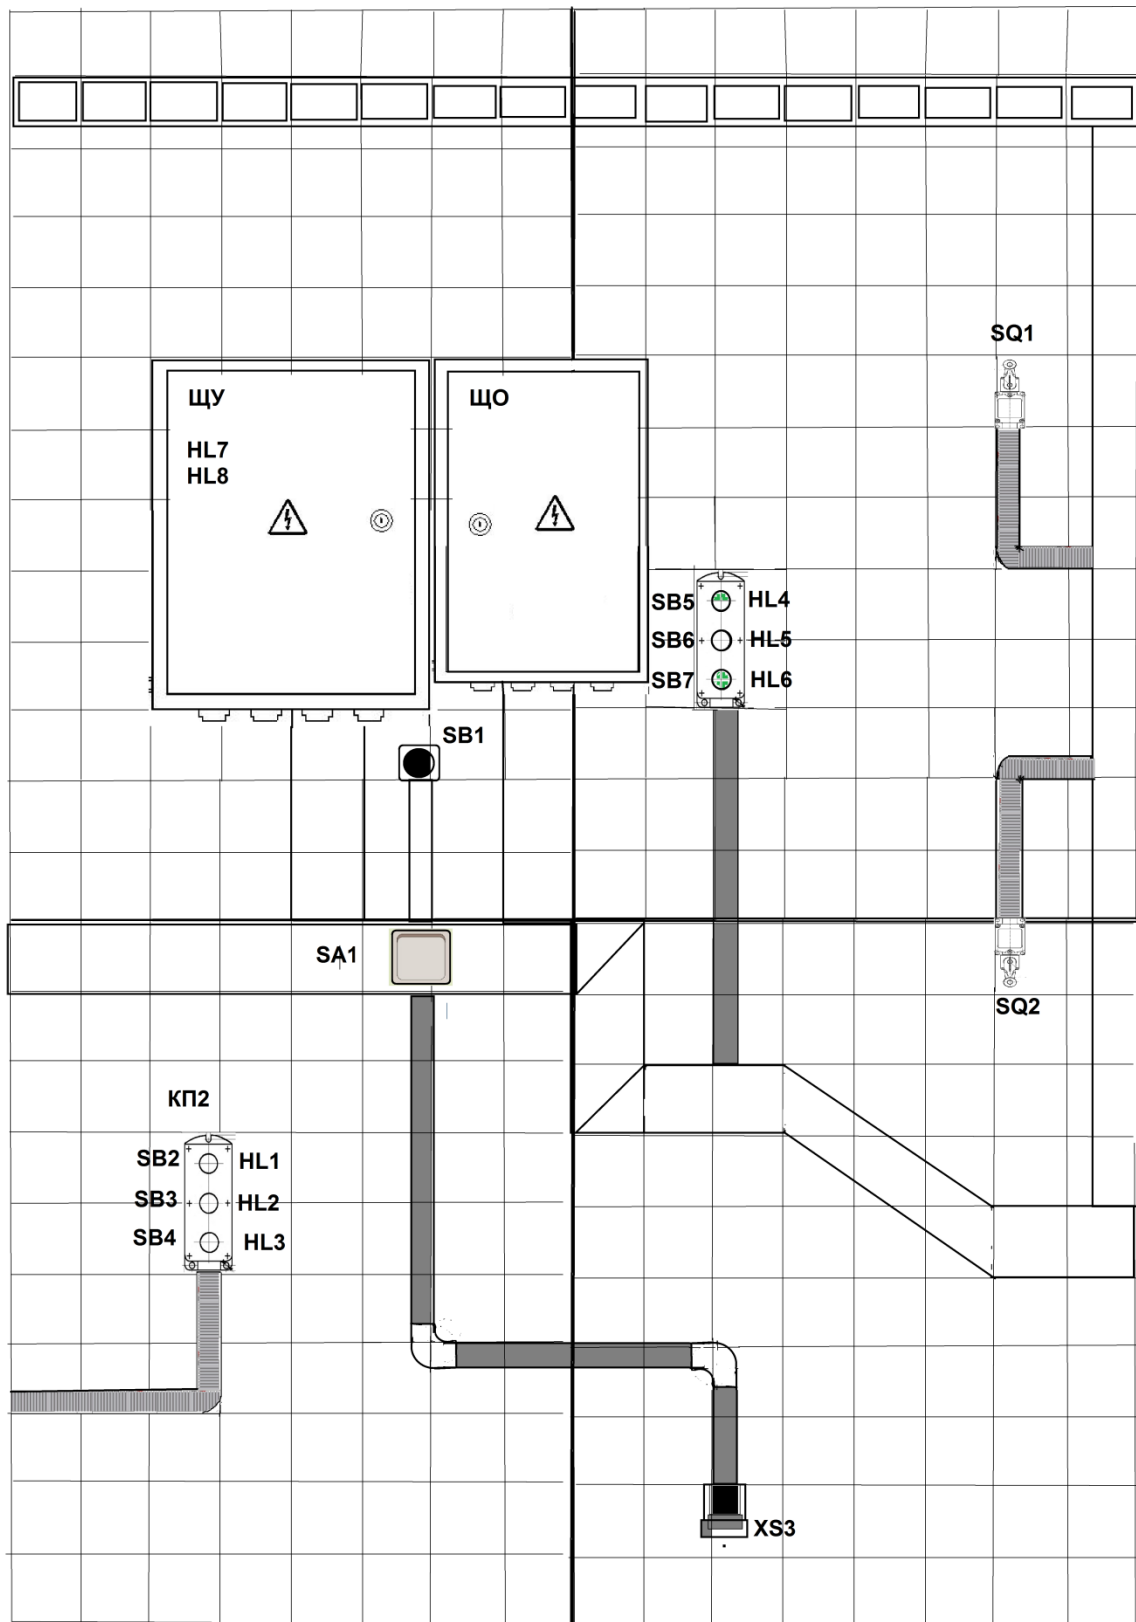 SQ1
ЩУ
ЩО
HL7
HL8
SB5 HL4
SB6 HL5
SB7 HL6
SB1
SA1
SQ2
КП2
SB2 HL1
SB3 HL2
SB4 HL3
XS3